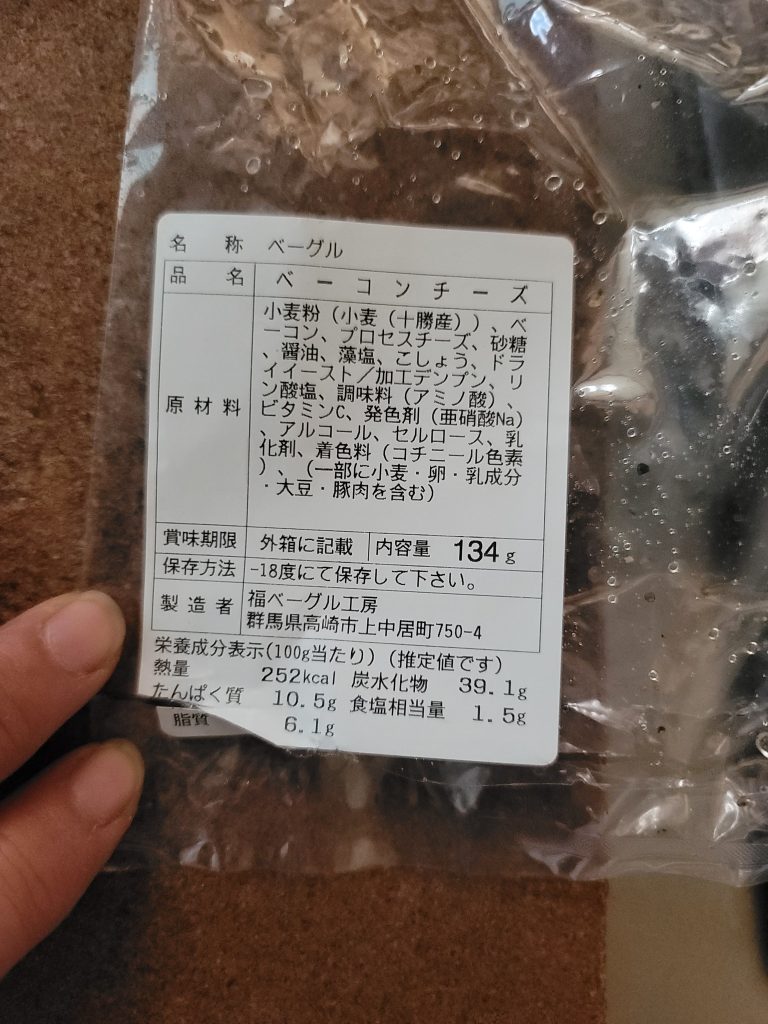 名 称 ベーグル
品 名 ベーコンチーズ
原材料
小麦粉（小麦（十勝産））、ベ
ーコン、プロセスチーズ、砂糖
、醤油、藻塩、こしょう、ドラ
イイースト／加工デンプン、リ
ン酸塩、調味料（アミノ酸）、
ビタミンC、発色剤（亜硝酸Na）
、アルコール、セルロース、乳
化剤、着色料（コチニール色素
）、（一部に小麦・卵・乳成分
・大豆・豚肉を含む）
賞味期限 外箱に記載 内容量 134g
保存方法 -18度にて保存して下さい。
製造者 福ベーグル工房
群馬県高崎市上中居町750-4
栄養成分表示(100g当たり)(推定値です)
熱量 252kcal 炭水化物 39.1g
たんぱく質 10.5g 食塩相当量 1.5g
脂質 6.1g